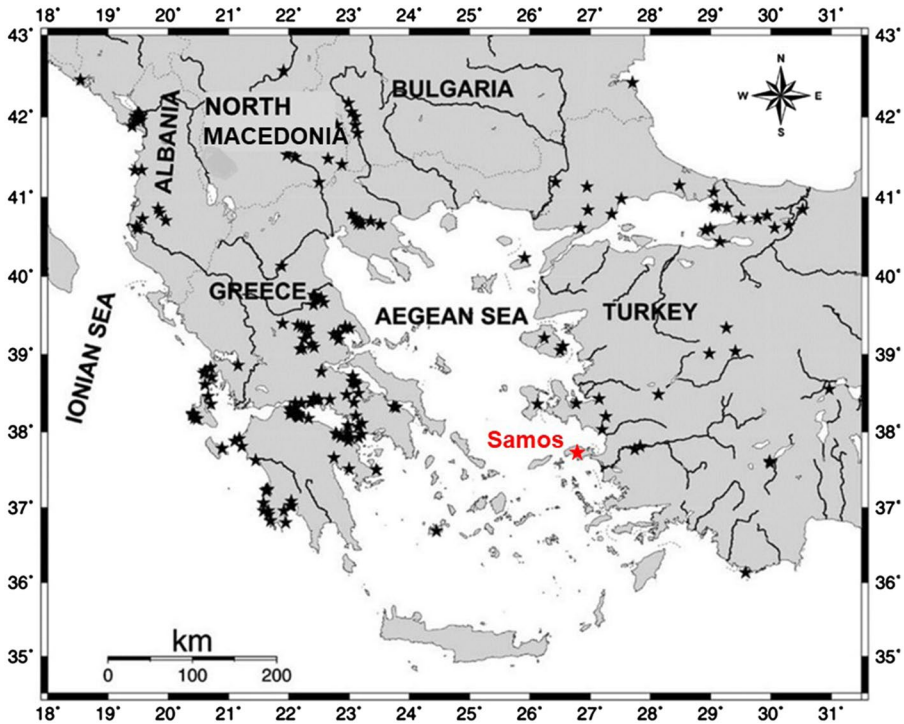 18° 19° 20° 21° 22° 23° 24° 25° 26° 27° 28° 29° 30° 31°
43° 43°
N
BULGARIA
W E
NORTH
42° 42°
S
MACEDONIA
ALBANIA
41° 41°
40° 40°
GREECE
AEGEAN SEA
TURKEY
IONIAN SEA
39° 39°
38° 38°
Samos
37° 37°
36° 36°
km
35° 35°
0 100 200
18° 19° 20° 21° 22° 23° 24° 25° 26° 27° 28° 29° 30° 31°